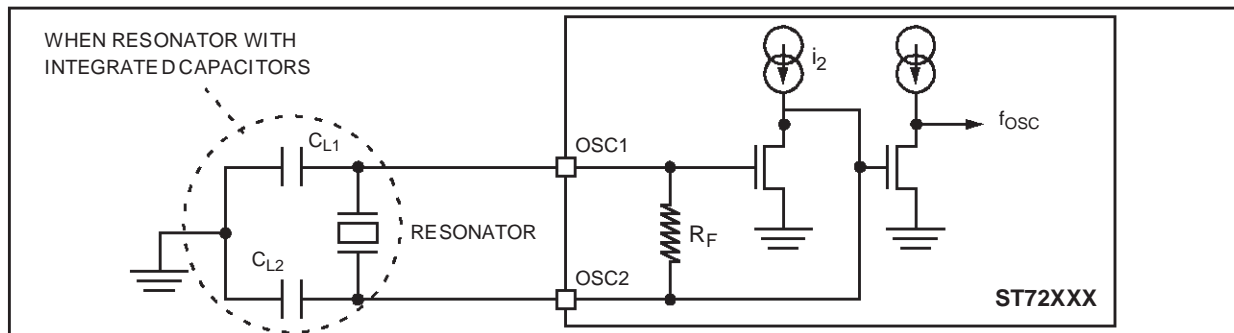 WHEN RESONATOR WITH
INTEGRATED CAPACITORS
CL1
OSC1
i2
fOSC
RESONATOR
RF
CL2
OSC2
ST72XXX